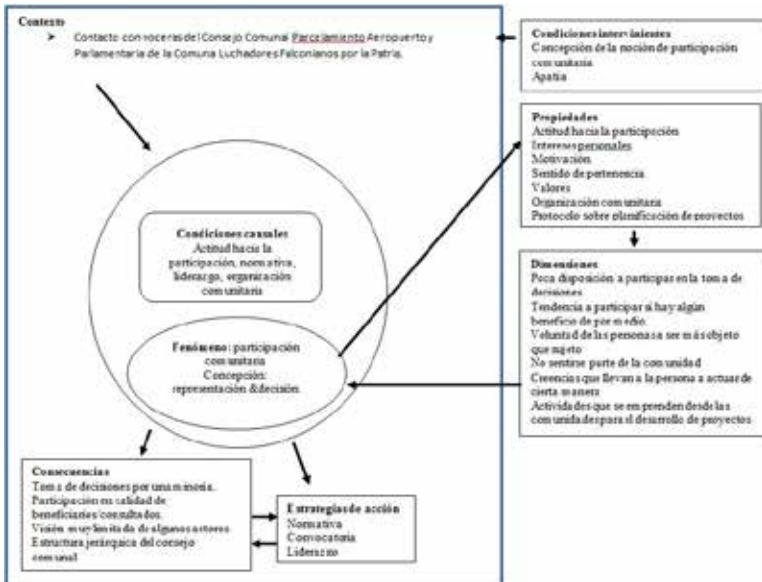 Contexto
➤ Contacto con voceras del Consejo Comunal Parcelamiento Aeropuerto y
Parlamentaria de la Comuna Luchadores Falconianos por la Patria.
Condiciones intervinientes
Concepción de la noción de participación
comunitaria
Apatía
Propiedades
Actitud hacia la participación
Intereses personales
Motivación
Sentido de pertenencia
Valores
Organización comunitaria
Protocolo sobre planificación de proyectos
Condiciones causales
Actitud hacia la
participación, normativa,
liderazgo, organización
comunitaria
Dimensiones
Poca disposición a participar en la toma de
decisiones
Tendencia a participar si hay algún
beneficio de por medio.
Voluntad de las personas a ser más objeto
que sujeto
No sentirse parte de la comunidad
Creencias que llevan a la persona a actuar de
cierta manera
Actividades que se emprenden desde las
comunidades para el desarrollo de proyectos
Fenómeno: participación
comunitaria
Concepción:
representación & decisión
Consecuencias
Toma de decisiones por una minoría.
Participación en calidad de
beneficiarios/consultados.
Visión muy limitada de algunos actores
Estructura jerárquica del consejo
comunal
Estrategias de acción
Normativa
Convocatoria
Liderazgo